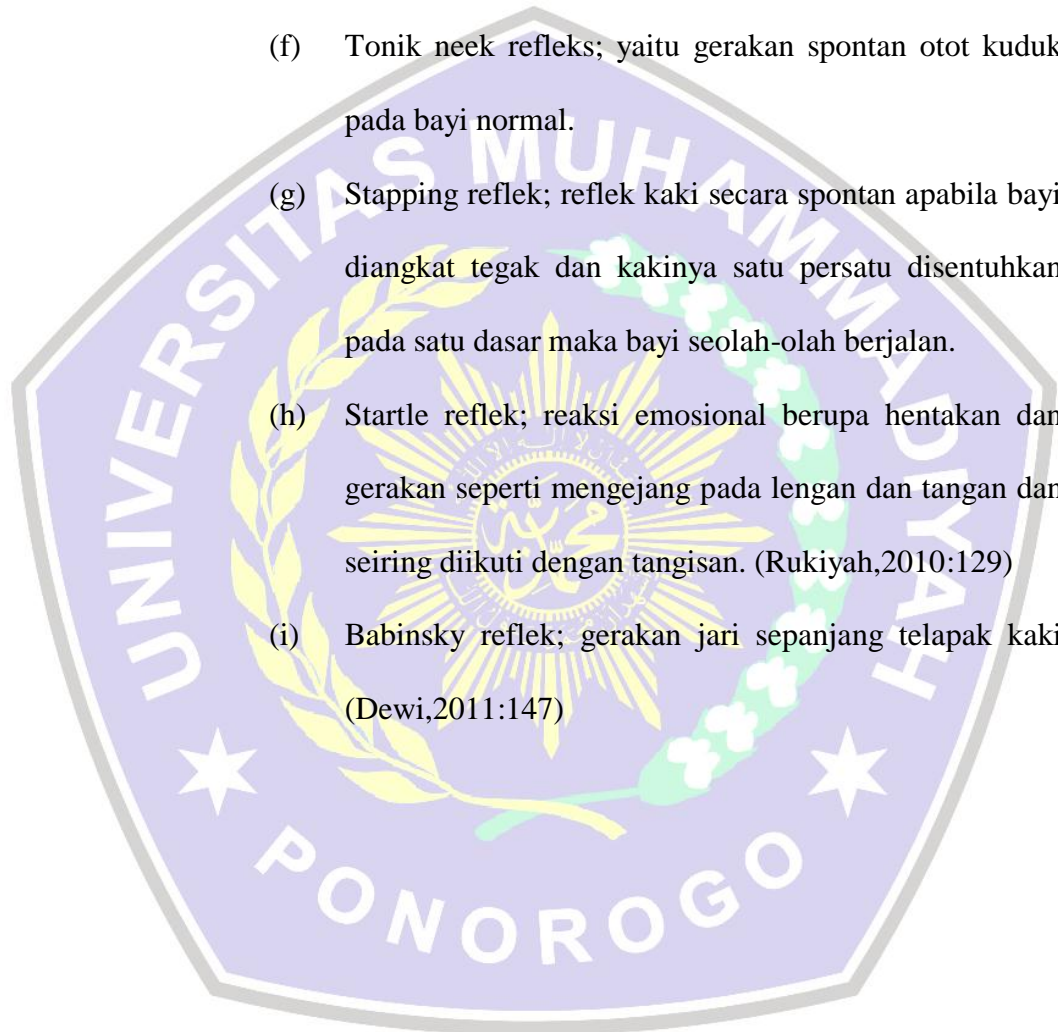 (f) Tonik neek refleks; yaitu gerakan spontan otot kuduk
pada bayi normal.
(g) Stapping reflek; reflek kaki secara spontan apabila bayi
diangkat tegak dan kakinya satu persatu disentuhkan
pada satu dasar maka bayi seolah-olah berjalan.
(h) Startle reflek; reaksi emosional berupa hentakan dan
gerakan seperti mengejang pada lengan dan tangan dan
seiring diikuti dengan tangisan. (Rukiyah,2010:129)
(i) Babinsky reflek; gerakan jari sepanjang telapak kaki
(Dewi,2011:147)
UNIVERSITAS MUHAMMADIYAH
PONOROGO